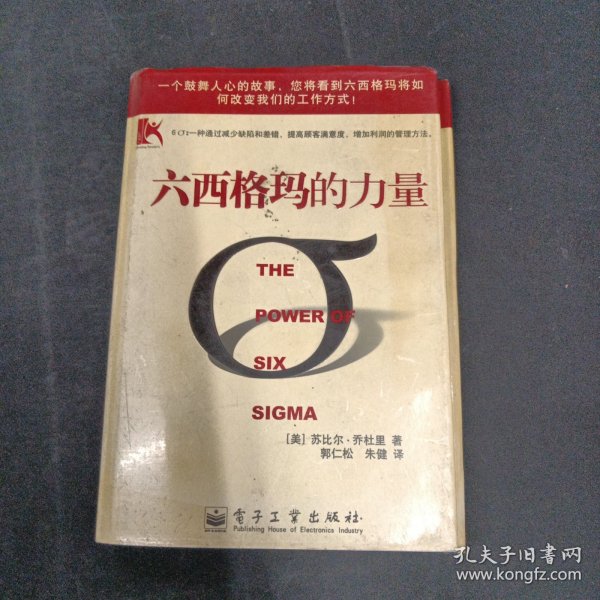 一个鼓舞人心的故事，您将看到六西格玛将如
何改变我们的工作方式！
6σ:一种通过减少缺陷和差错，提高顾客满意度，增加利润的管理方法。
六西格玛的力量
σ
THE
POWER OF
SIX
SIGMA
[美] 苏比尔·乔杜里 著
郭仁松 朱健 译
電子工業出版社
Publishing House of Electronics Industry
孔夫子旧书网
www.kongfz.com